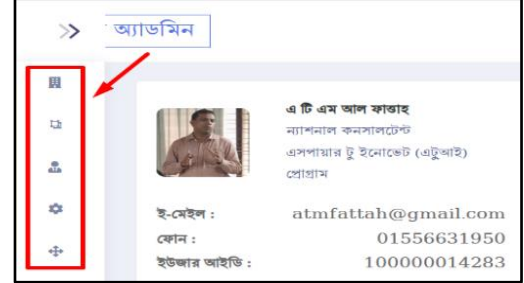 অ্যাডমিন
এ টি এম আল ফাত্তাহ
ন্যাশনাল কনসালটেন্ট
এসপায়ার টু ইনোভেট (এটুআই)
প্রোগ্রাম
ই-মেইল : atmfattah@gmail.com
ফোন : 01556631950
ইউজার আইডি : 100000014283